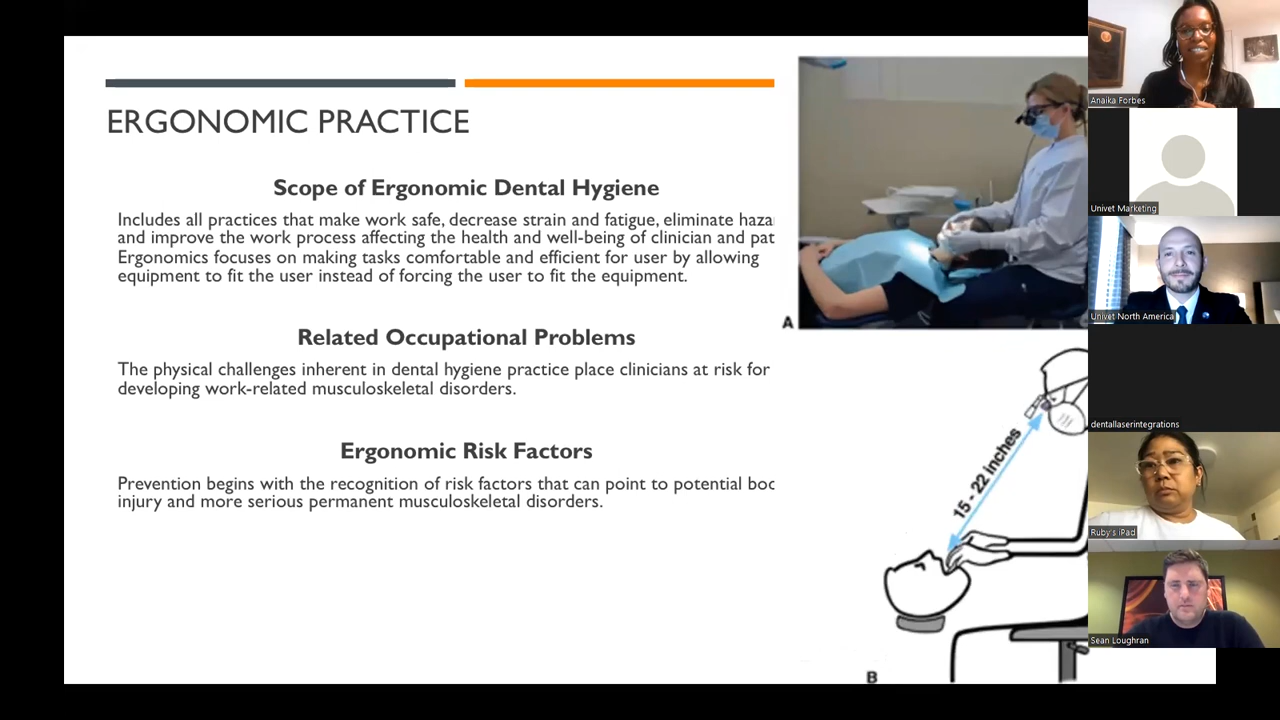 ERGONOMIC PRACTICE
Scope of Ergonomic Dental Hygiene
Includes all practices that make work safe, decrease strain and fatigue, eliminate haza
and improve the work process affecting the health and well-being of clinician and pat
Ergonomics focuses on making tasks comfortable and efficient for user by allowing
equipment to fit the user instead of forcing the user to fit the equipment.
Related Occupational Problems
The physical challenges inherent in dental hygiene practice place clinicians at risk for
developing work-related musculoskeletal disorders.
Ergonomic Risk Factors
Prevention begins with the recognition of risk factors that can point to potential boc
injury and more serious permanent musculoskeletal disorders.
A
15 - 22 inches
B
Anaika Forbes
Univet Marketing
Univet North America
dentallaserintegrations
Ruby's iPad
Sean Loughran